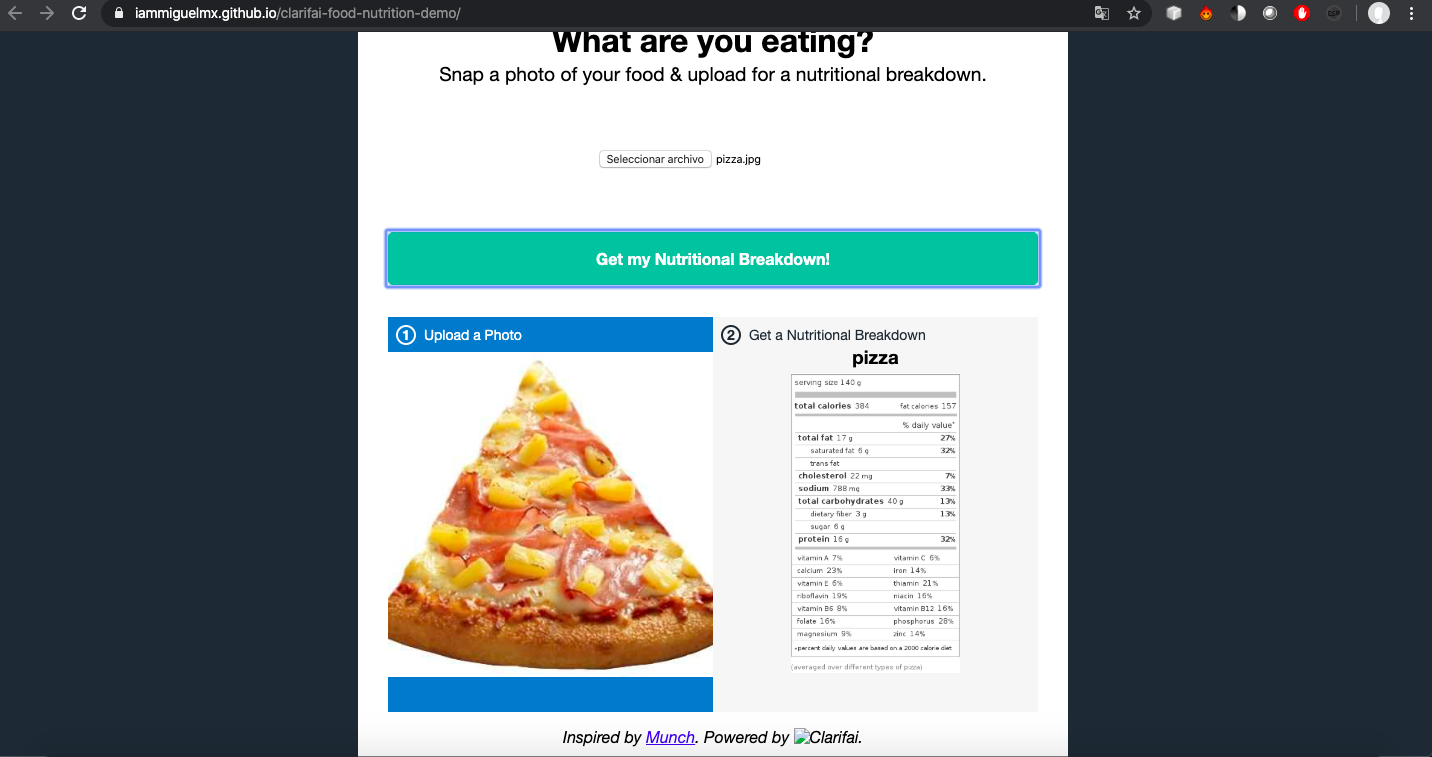 iammiguelmx.github.io/clarifai-food-nutrition-demo/
What are you eating?
Snap a photo of your food & upload for a nutritional breakdown.
Seleccionar archivo pizza.jpg
Get my Nutritional Breakdown!
1 Upload a Photo
2 Get a Nutritional Breakdown
pizza
serving size 140 g
total calories 384 fat calories 157
% daily value*
total fat 17 g 27%
saturated fat 6 g 32%
trans fat
cholesterol 22 mg 7%
sodium 788 mg 33%
total carbohydrates 40 g 13%
dietary fiber 3 g 13%
sugar 6 g
protein 16 g 32%
vitamin A 7% vitamin C 6%
calcium 23% iron 14%
vitamin E 6% thiamin 21%
riboflavin 19% niacin 16%
vitamin B6 8% vitamin B12 16%
folate 16% phosphorus 28%
magnesium 9% zinc 14%
*percent daily values are based on a 2000 calorie diet
(averaged over different types of pizza)
Inspired by Munch. Powered by Clarifai.